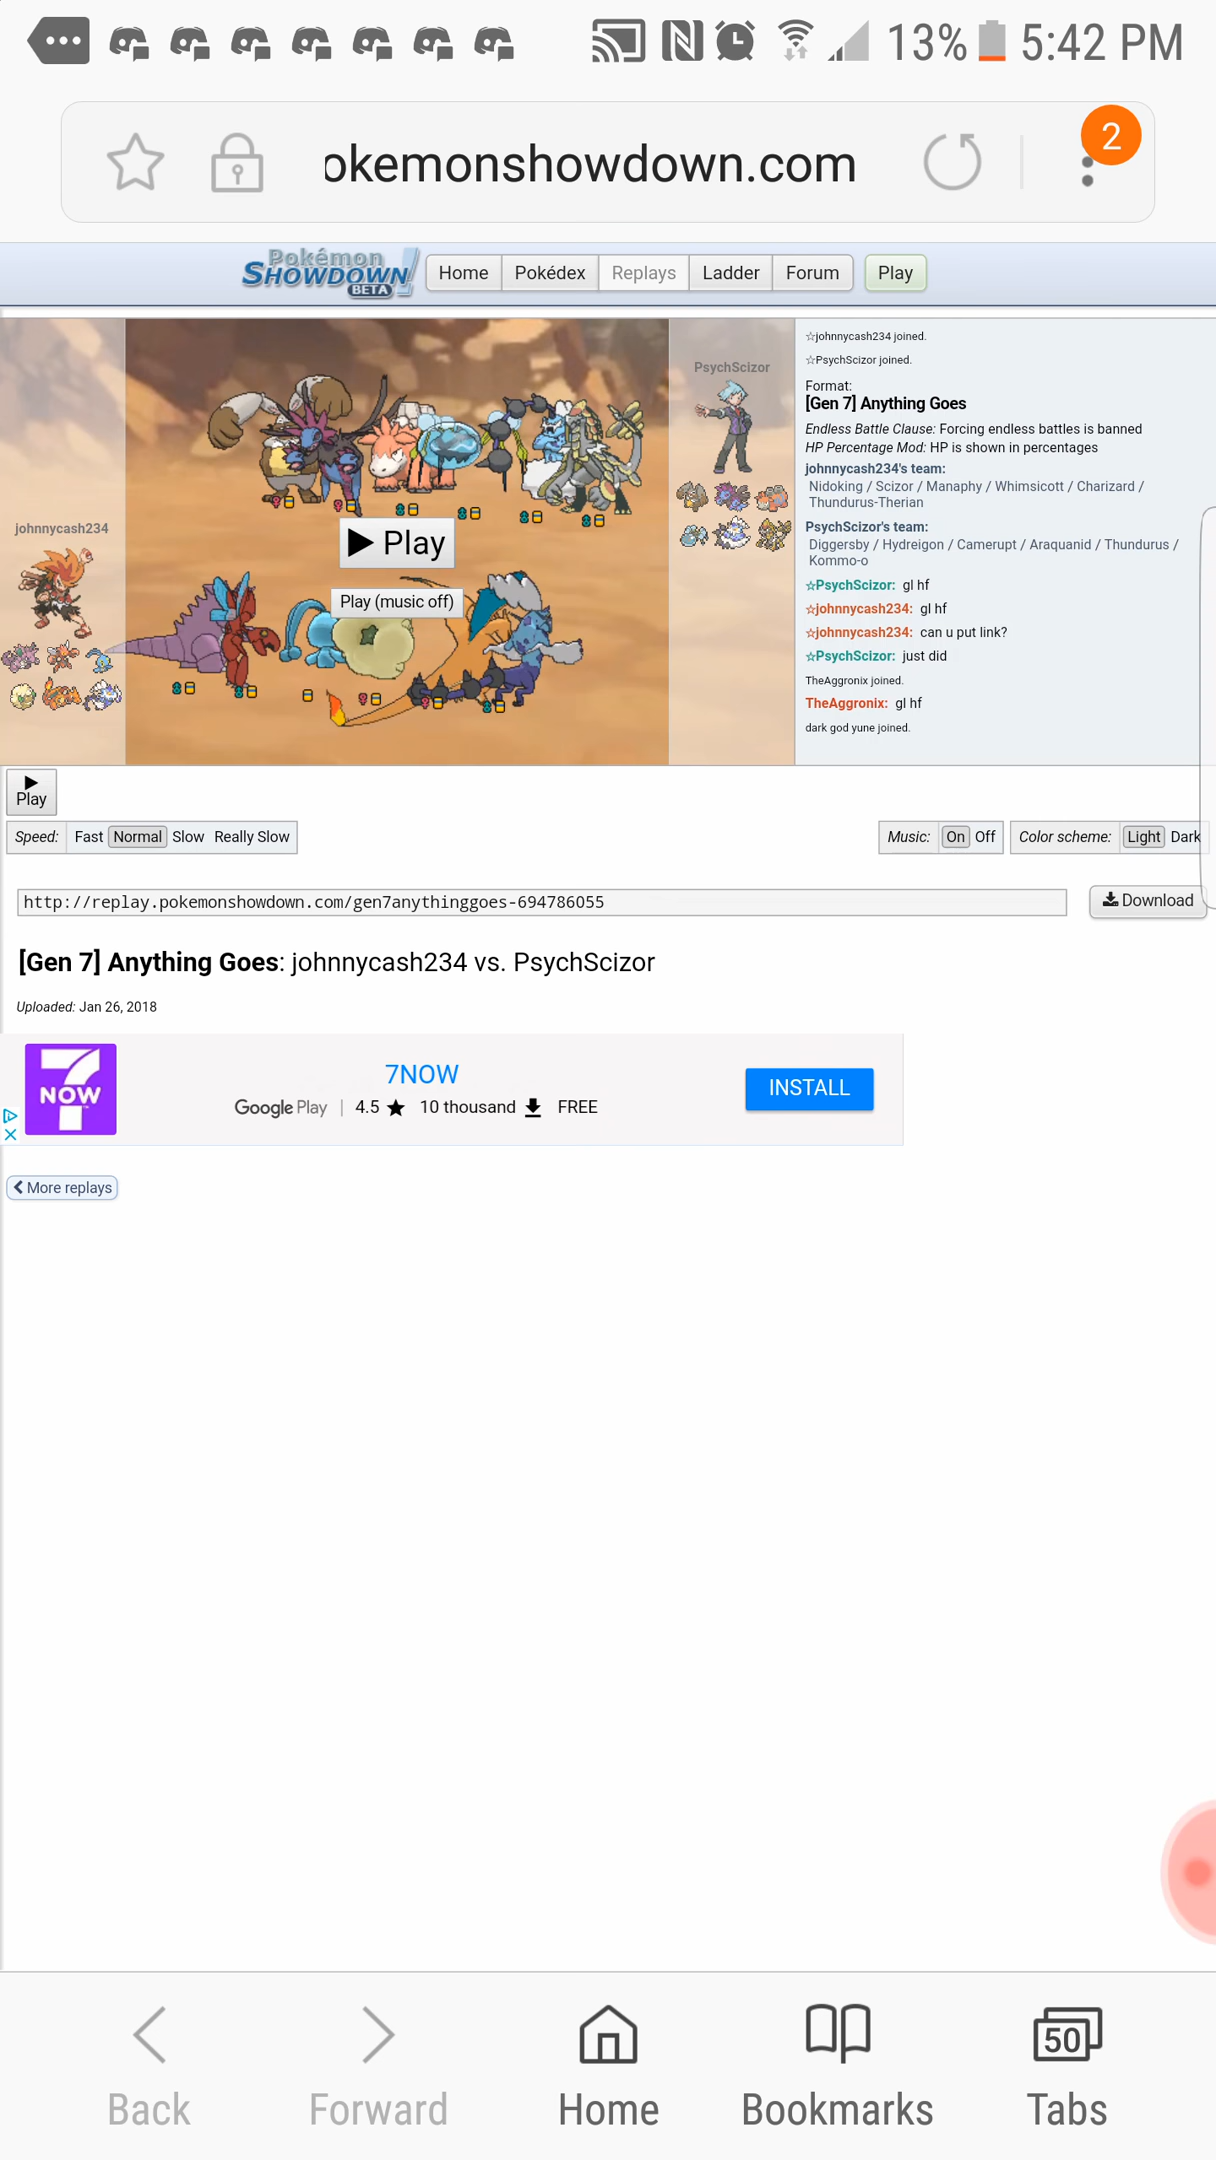 13% 5:42 PM
okemonshowdown.com
2
Pokémon
SHOWDOWN!
BETA
Home Pokédex Replays Ladder Forum Play
☆johnnycash234 joined.
☆PsychScizor joined.
Format:
[Gen 7] Anything Goes
Endless Battle Clause: Forcing endless battles is banned
HP Percentage Mod: HP is shown in percentages
johnnycash234's team:
Nidoking / Scizor / Manaphy / Whimsicott / Charizard /
Thundurus-Therian
PsychScizor's team:
Diggersby / Hydreigon / Camerupt / Araquanid / Thundurus /
Kommo-o
☆PsychScizor: gl hf
☆johnnycash234: gl hf
☆johnnycash234: can u put link?
☆PsychScizor: just did
TheAggronix joined.
TheAggronix: gl hf
dark god yune joined.
PsychScizor
johnnycash234
Play
Play (music off)
Play
Speed: Fast Normal Slow Really Slow
Music: On Off
Color scheme: Light Dark
http://replay.pokemonshowdown.com/gen7anythinggoes-694786055
Download
[Gen 7] Anything Goes: johnnycash234 vs. PsychScizor
Uploaded: Jan 26, 2018
7
NOW
7NOW
Google Play | 4.5 ★ 10 thousand FREE
INSTALL
More replays
50
Back Forward Home Bookmarks Tabs